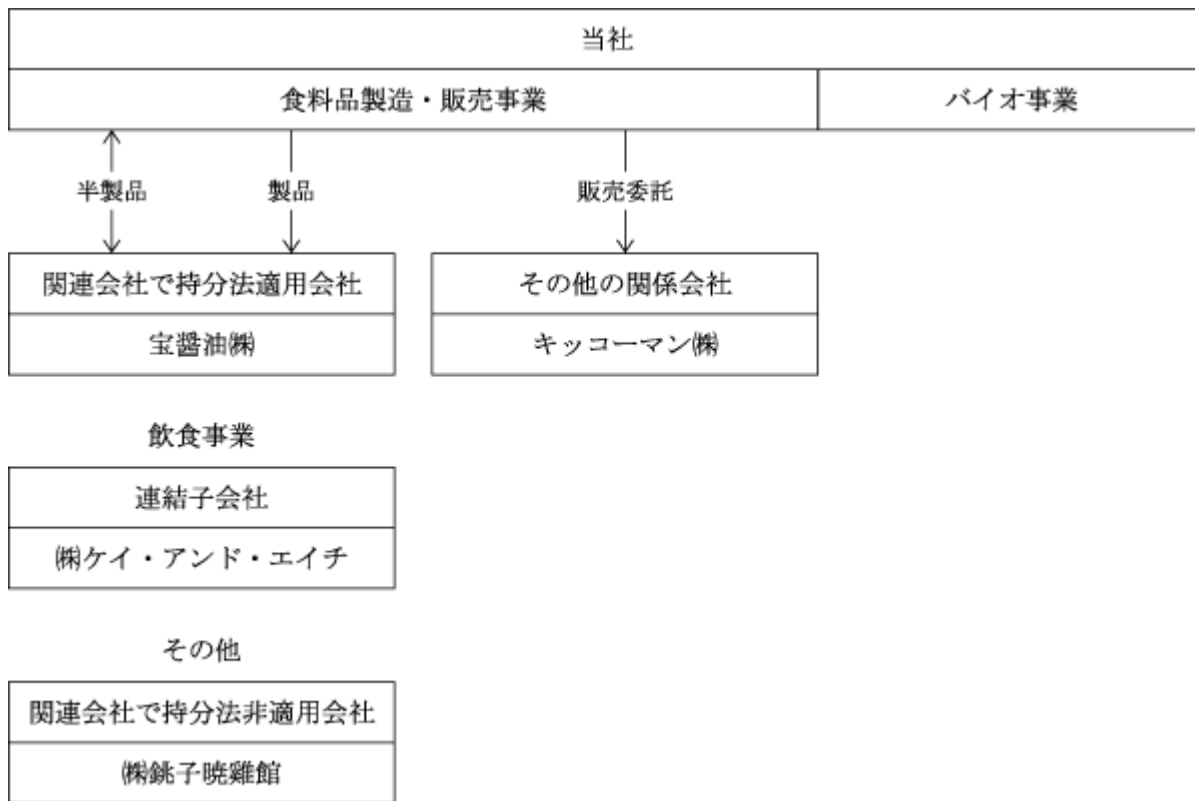 当社
食料品製造・販売事業
バイオ事業
半製品
製品
販売委託
関連会社で持分法適用会社
宝醤油㈱
その他の関係会社
キッコーマン㈱
飲食事業
連結子会社
㈱ケイ・アンド・エイチ
その他
関連会社で持分法非適用会社
㈱銚子暁雞館